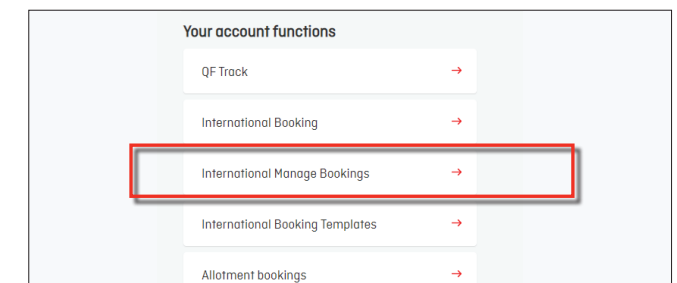 Your account functions
QF Track
International Booking
International Manage Bookings
International Booking Templates
Allotment bookings